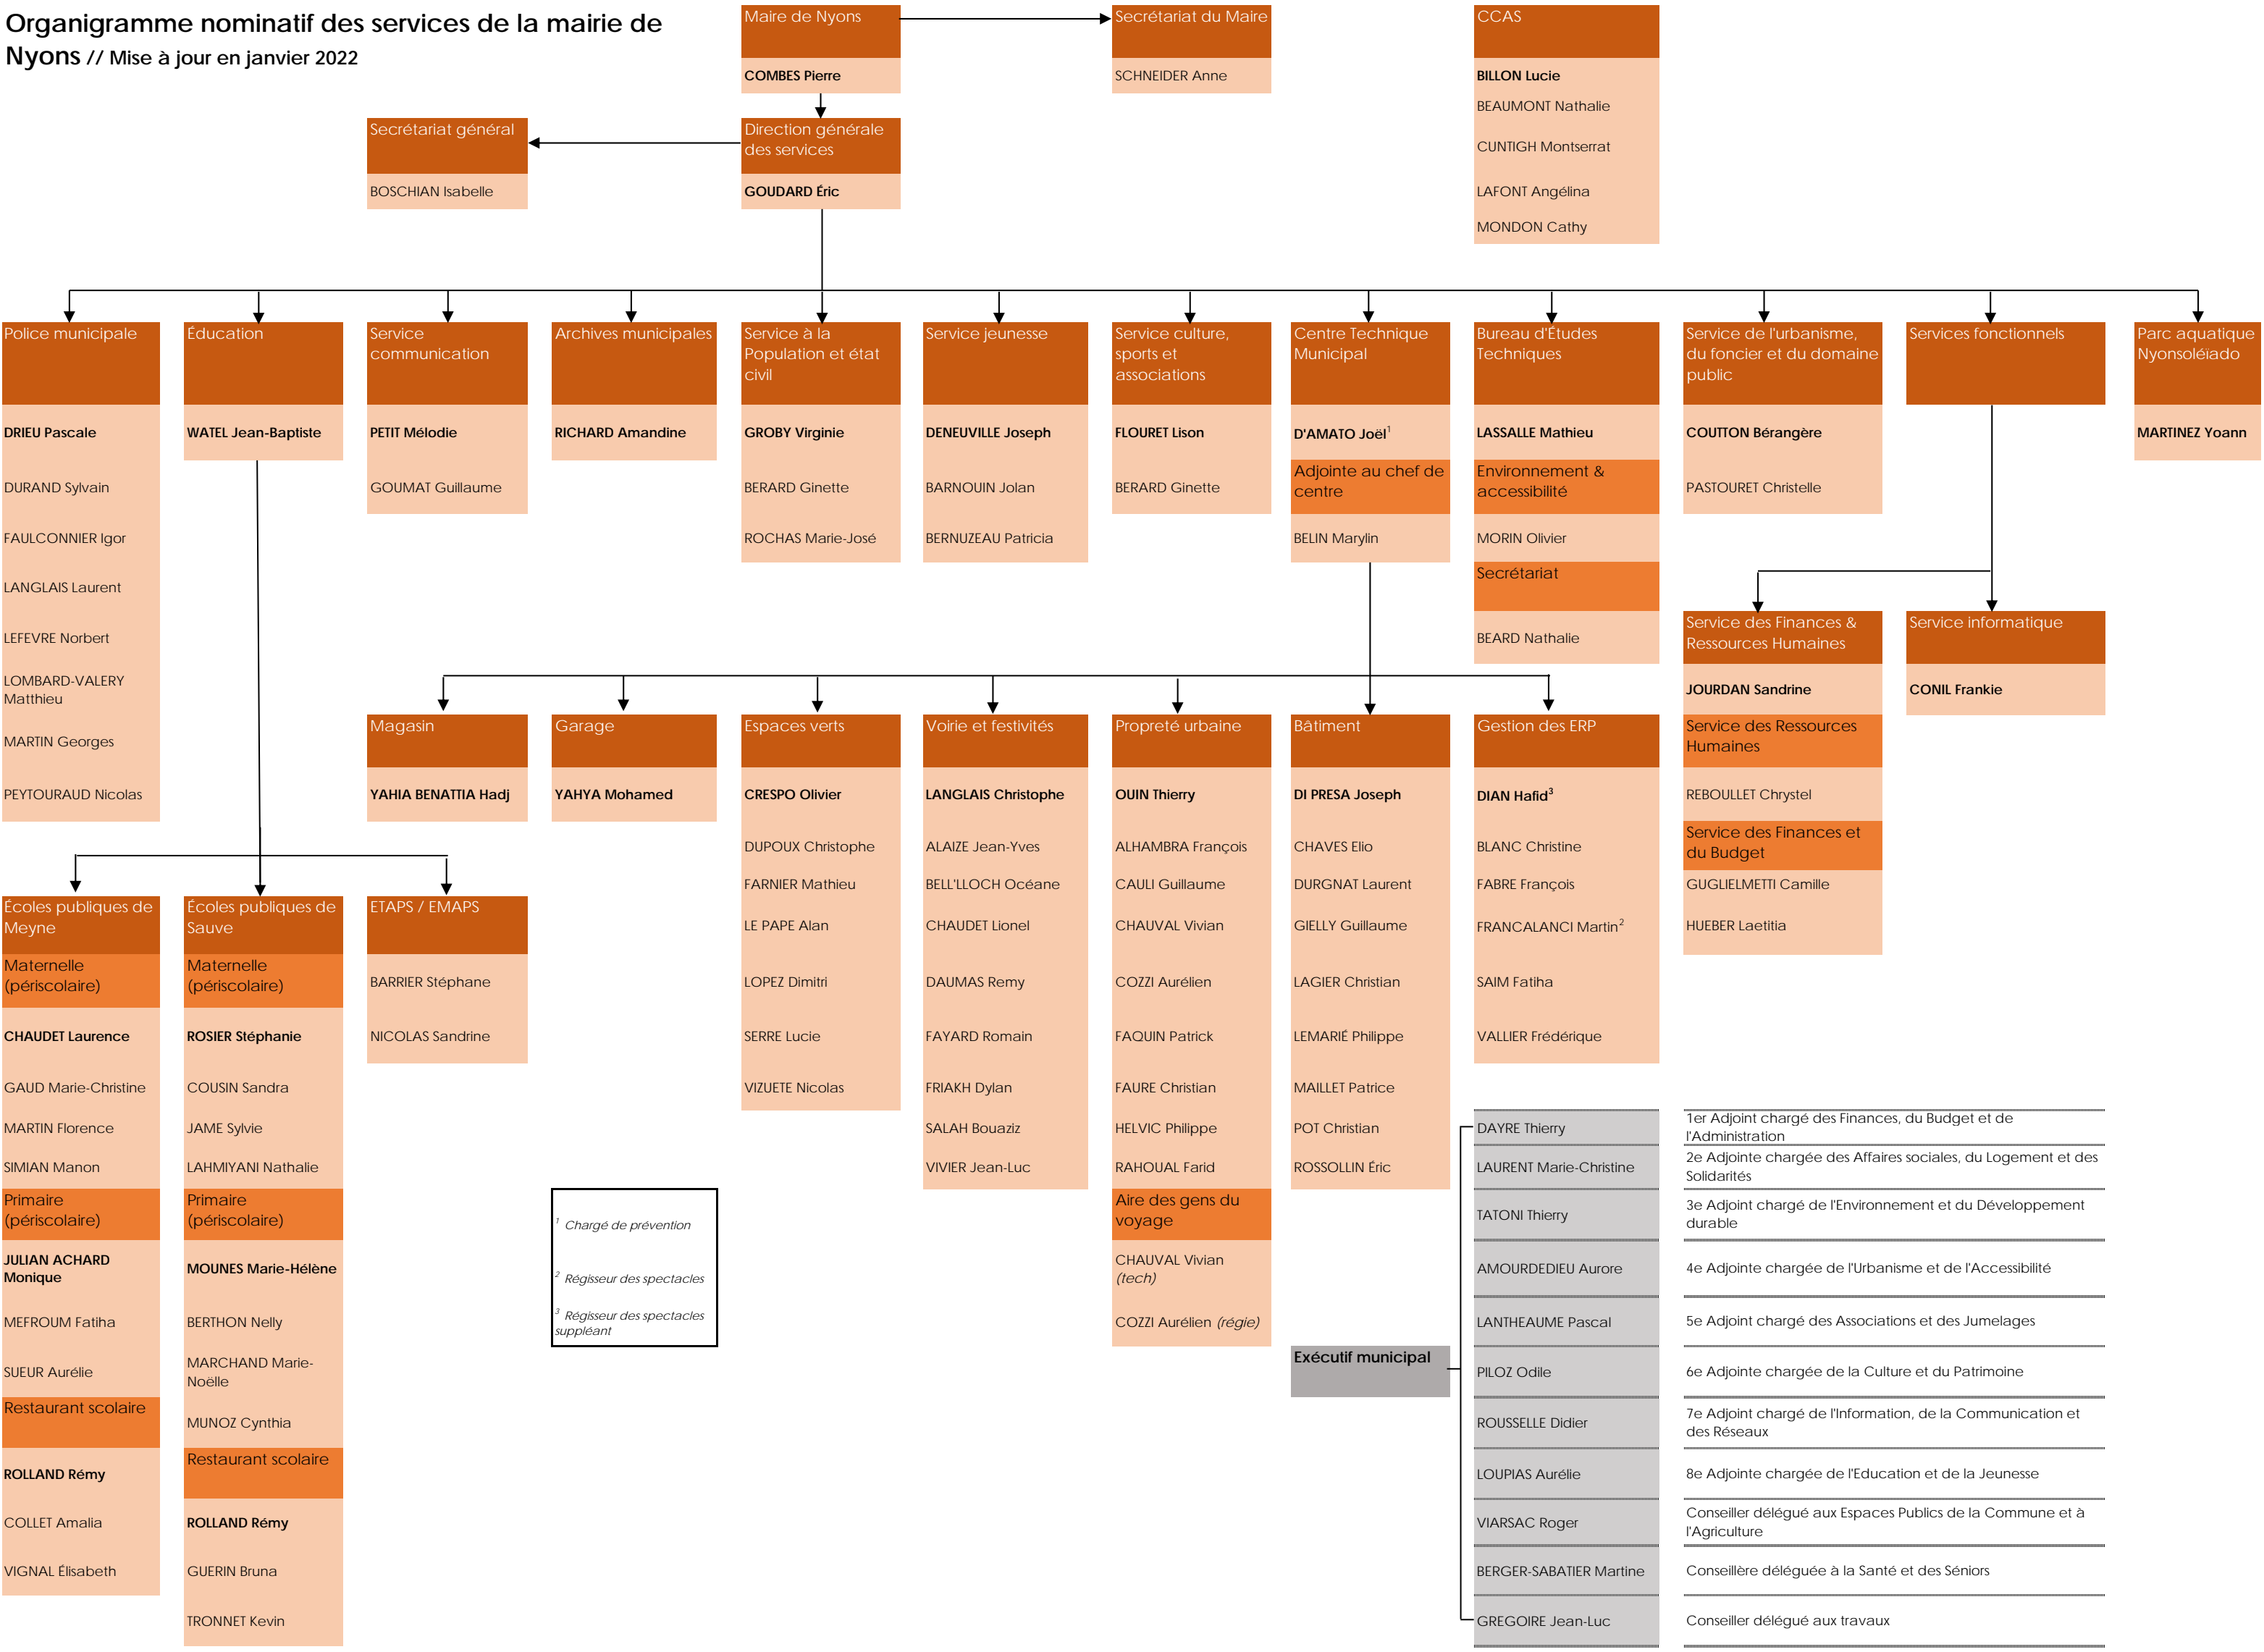 Organigramme nominatif des services de la mairie de
Nyons // Mise à jour en janvier 2022
Maire de Nyons
COMBES Pierre
Secrétariat du Maire
SCHNEIDER Anne
CCAS
BILLON Lucie
BEAUMONT Nathalie
CUNTIGH Montserrat
LAFONT Angélina
MONDON Cathy
Secrétariat général
BOSCHIAN Isabelle
Direction générale
des services
GOUDARD Éric
Police municipale
DRIEU Pascale
DURAND Sylvain
FAULCONNIER Igor
LANGLAIS Laurent
LEFEVRE Norbert
LOMBARD-VALERY
Matthieu
MARTIN Georges
PEYTOURAUD Nicolas
Éducation
WATEL Jean-Baptiste
Service
communication
PETIT Mélodie
GOUMAT Guillaume
Archives municipales
RICHARD Amandine
Service à la
Population et état
civil
GROBY Virginie
BERARD Ginette
ROCHAS Marie-José
Service jeunesse
DENEUVILLE Joseph
BARNOUIN Jolan
BERNUZEAU Patricia
Service culture,
sports et
associations
FLOURET Lison
BERARD Ginette
Centre Technique
Municipal
D'AMATO Joël¹
Adjointe au chef de
centre
BELIN Marylin
Bureau d'Études
Techniques
LASSALLE Mathieu
Environnement &
accessibilité
MORIN Olivier
Secrétariat
BEARD Nathalie
Service de l'urbanisme,
du foncier et du domaine
public
COUTTON Bérangère
PASTOURET Christelle
Services fonctionnels
Parc aquatique
Nyonsoléïado
MARTINEZ Yoann
Service des Finances &
Ressources Humaines
JOURDAN Sandrine
Service des Ressources
Humaines
REBOULLET Chrystel
Service des Finances et
du Budget
GUGLIELMETTI Camille
HUEBER Laetitia
Service informatique
CONIL Frankie
Magasin
YAHIA BENATTIA Hadj
Garage
YAHYA Mohamed
Espaces verts
CRESPO Olivier
DUPOUX Christophe
FARNIER Mathieu
LE PAPE Alan
LOPEZ Dimitri
SERRE Lucie
VIZUETE Nicolas
Voirie et festivités
LANGLAIS Christophe
ALAIZE Jean-Yves
BELL'LLOCH Océane
CHAUDET Lionel
DAUMAS Remy
FAYARD Romain
FRIAKH Dylan
SALAH Bouaziz
VIVIER Jean-Luc
Propreté urbaine
OUIN Thierry
ALHAMBRA François
CAULI Guillaume
CHAUVAL Vivian
COZZI Aurélien
FAQUIN Patrick
FAURE Christian
HELVIC Philippe
RAHOUAL Farid
Aire des gens du
voyage
CHAUVAL Vivian
(tech)
COZZI Aurélien (régie)
Bâtiment
DI PRESA Joseph
CHAVES Elio
DURGNAT Laurent
GIELLY Guillaume
LAGIER Christian
LEMARIÉ Philippe
MAILLET Patrice
POT Christian
ROSSOLLIN Éric
Gestion des ERP
DIAN Hafid³
BLANC Christine
FABRE François
FRANCALANCI Martin²
SAIM Fatiha
VALLIER Frédérique
Écoles publiques de
Meyne
Maternelle
(périscolaire)
CHAUDET Laurence
GAUD Marie-Christine
MARTIN Florence
SIMIAN Manon
Primaire
(périscolaire)
JULIAN ACHARD
Monique
MEFROUM Fatiha
SUEUR Aurélie
Restaurant scolaire
ROLLAND Rémy
COLLET Amalia
VIGNAL Élisabeth
Écoles publiques de
Sauve
Maternelle
(périscolaire)
ROSIER Stéphanie
COUSIN Sandra
JAME Sylvie
LAHMIYANI Nathalie
Primaire
(périscolaire)
MOUNES Marie-Hélène
BERTHON Nelly
MARCHAND Marie-
Noëlle
MUNOZ Cynthia
Restaurant scolaire
ROLLAND Rémy
GUERIN Bruna
TRONNET Kevin
ETAPS / EMAPS
BARRIER Stéphane
NICOLAS Sandrine
¹ Chargé de prévention
² Régisseur des spectacles
³ Régisseur des spectacles
suppléant
Exécutif municipal
DAYRE Thierry
1er Adjoint chargé des Finances, du Budget et de
l'Administration
LAURENT Marie-Christine
2e Adjointe chargée des Affaires sociales, du Logement et des
Solidarités
TATONI Thierry
3e Adjoint chargé de l'Environnement et du Développement
durable
AMOURDEDIEU Aurore
4e Adjointe chargée de l'Urbanisme et de l'Accessibilité
LANTHEAUME Pascal
5e Adjoint chargé des Associations et des Jumelages
PILOZ Odile
6e Adjointe chargée de la Culture et du Patrimoine
ROUSSELLE Didier
7e Adjoint chargé de l'Information, de la Communication et
des Réseaux
LOUPIAS Aurélie
8e Adjointe chargée de l'Education et de la Jeunesse
VIARSAC Roger
Conseiller délégué aux Espaces Publics de la Commune et à
l'Agriculture
BERGER-SABATIER Martine
Conseillère déléguée à la Santé et des Séniors
GREGOIRE Jean-Luc
Conseiller délégué aux travaux